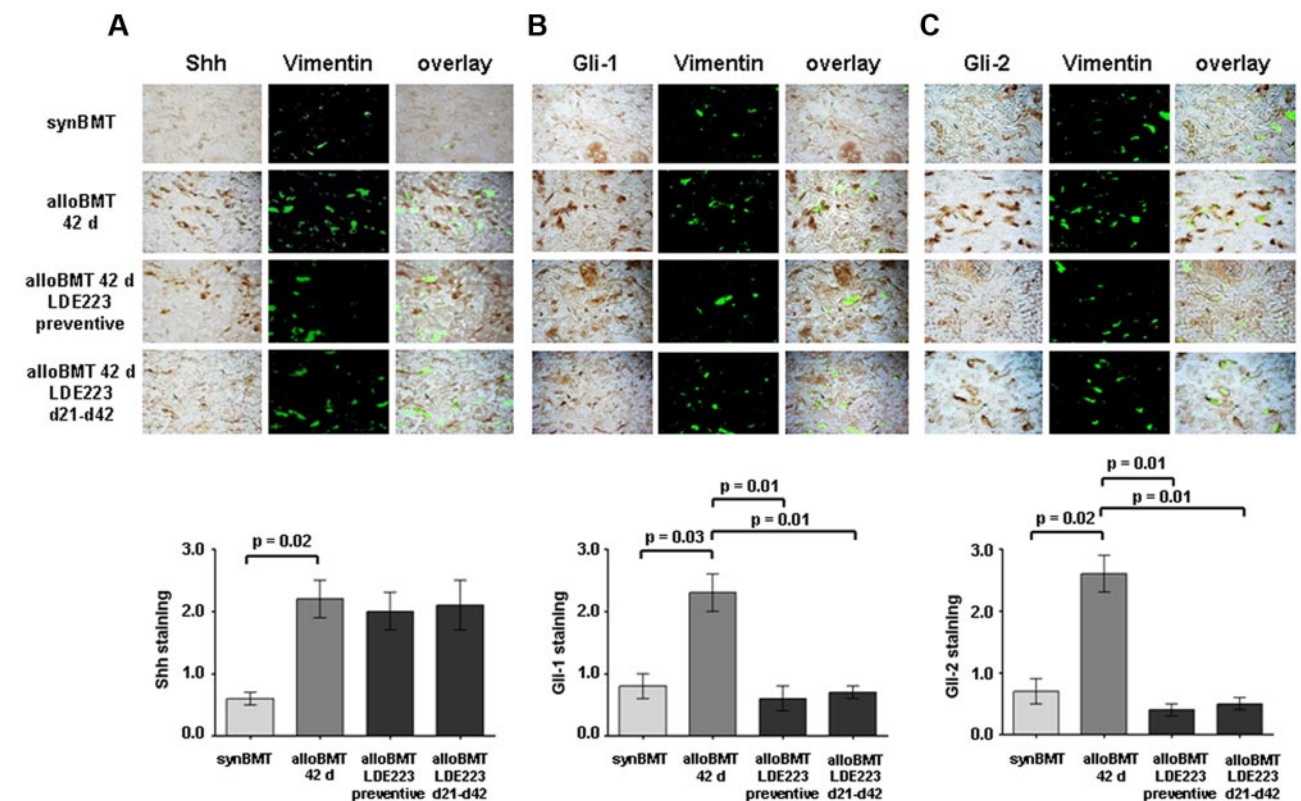 A
B
C
Shh Vimentin overlay
Gli-1 Vimentin overlay
Gli-2 Vimentin overlay
synBMT
alloBMT
42 d
alloBMT 42 d
LDE223
preventive
alloBMT 42 d
LDE223
d21-d42
Shh staining
3.0
2.0
1.0
0.0
p = 0.02
synBMT
alloBMT
42 d
alloBMT
LDE223
preventive
alloBMT
LDE223
d21-d42
Gli-1 staining
3.0
2.0
1.0
0.0
p = 0.03
p = 0.01
p = 0.01
synBMT
alloBMT
42 d
alloBMT
LDE223
preventive
alloBMT
LDE223
d21-d42
Gli-2 staining
3.0
2.0
1.0
0.0
p = 0.02
p = 0.01
p = 0.01
synBMT
alloBMT
42 d
alloBMT
LDE223
preventive
alloBMT
LDE223
d21-d42